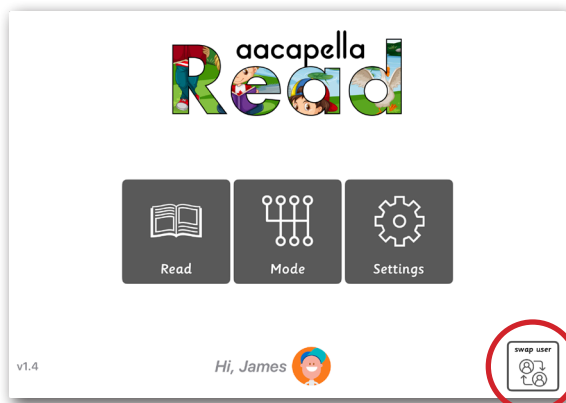 aacapella
Read
Read Mode Settings
swap user
v1.4 Hi, James